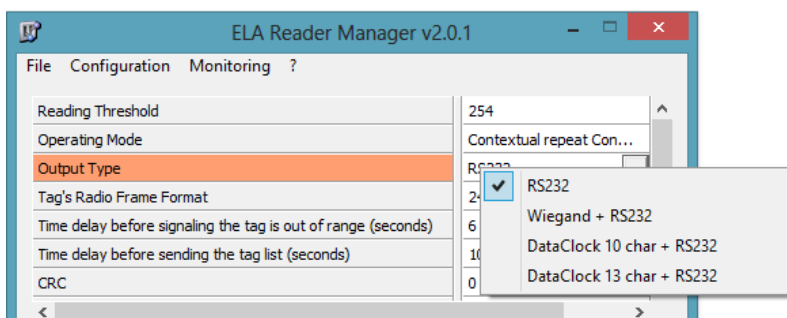 ELA Reader Manager v2.0.1
File Configuration Monitoring ?
Reading Threshold 254
Operating Mode Contextual repeat Con...
Output Type RS232
Tag's Radio Frame Format
Time delay before signaling the tag is out of range (seconds) 6
Time delay before sending the tag list (seconds) 10
CRC 0
RS232
Wiegand + RS232
DataClock 10 char + RS232
DataClock 13 char + RS232